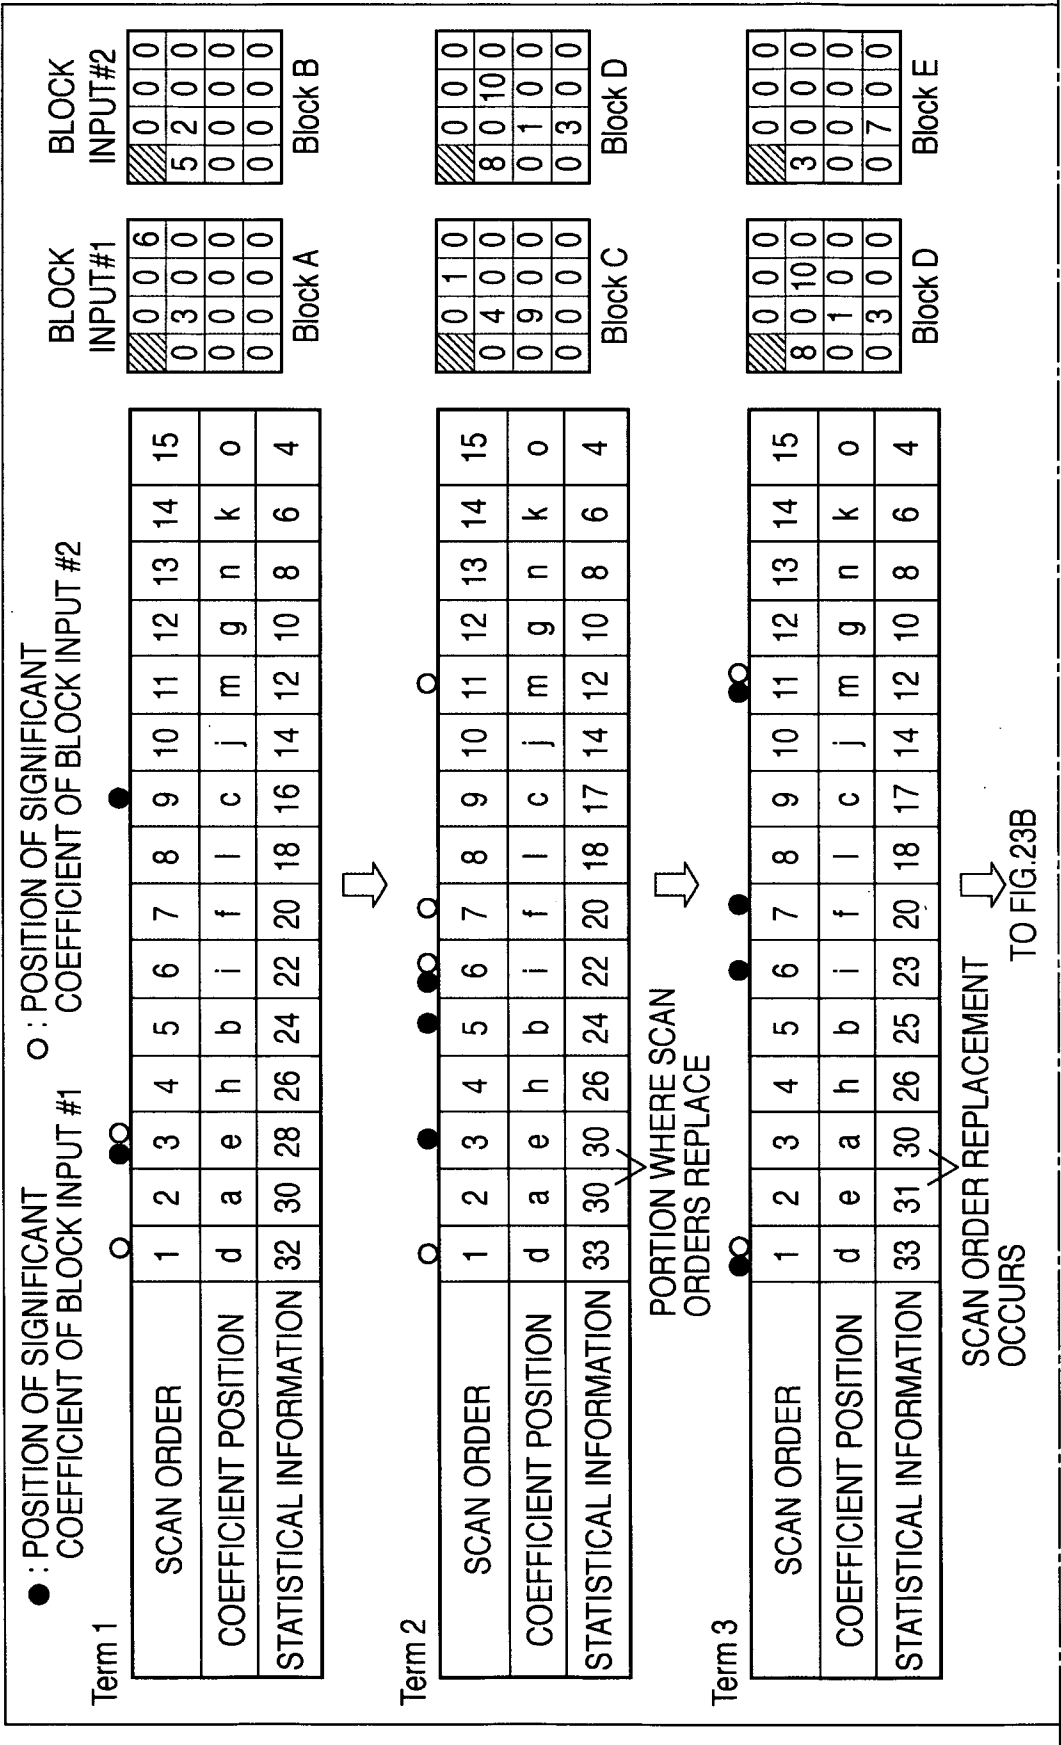 ● : POSITION OF SIGNIFICANT
COEFFICIENT OF BLOCK INPUT #1
○ : POSITION OF SIGNIFICANT
COEFFICIENT OF BLOCK INPUT #2
BLOCK
INPUT#1
BLOCK
INPUT#2
Term 1
SCAN ORDER 1 2 3 4 5 6 7 8 9 10 11 12 13 14 15
COEFFICIENT POSITION d a e h b i f l c j m g n k o
STATISTICAL INFORMATION 32 30 28 26 24 22 20 18 16 14 12 10 8 6 4
0 0 6
0 3 0 0
0 0 0 0
0 0 0 0
Block A
0 0 0
5 2 0 0
0 0 0 0
0 0 0 0
Block B
Term 2
SCAN ORDER 1 2 3 4 5 6 7 8 9 10 11 12 13 14 15
COEFFICIENT POSITION d a e h b i f l c j m g n k o
STATISTICAL INFORMATION 33 30 30 26 24 22 20 18 17 14 12 10 8 6 4
0 1 0
0 4 0 0
0 9 0 0
0 0 0 0
Block C
0 0 0
8 0 10 0
0 1 0 0
0 3 0 0
Block D
PORTION WHERE SCAN
ORDERS REPLACE
Term 3
SCAN ORDER 1 2 3 4 5 6 7 8 9 10 11 12 13 14 15
COEFFICIENT POSITION d e a h b i f l c j m g n k o
STATISTICAL INFORMATION 33 31 30 26 25 23 20 18 17 14 12 10 8 6 4
0 0 0
8 0 10 0
0 1 0 0
0 3 0 0
Block D
0 0 0
3 0 0 0
0 0 0 0
0 7 0 0
Block E
SCAN ORDER REPLACEMENT
OCCURS
TO FIG.23B